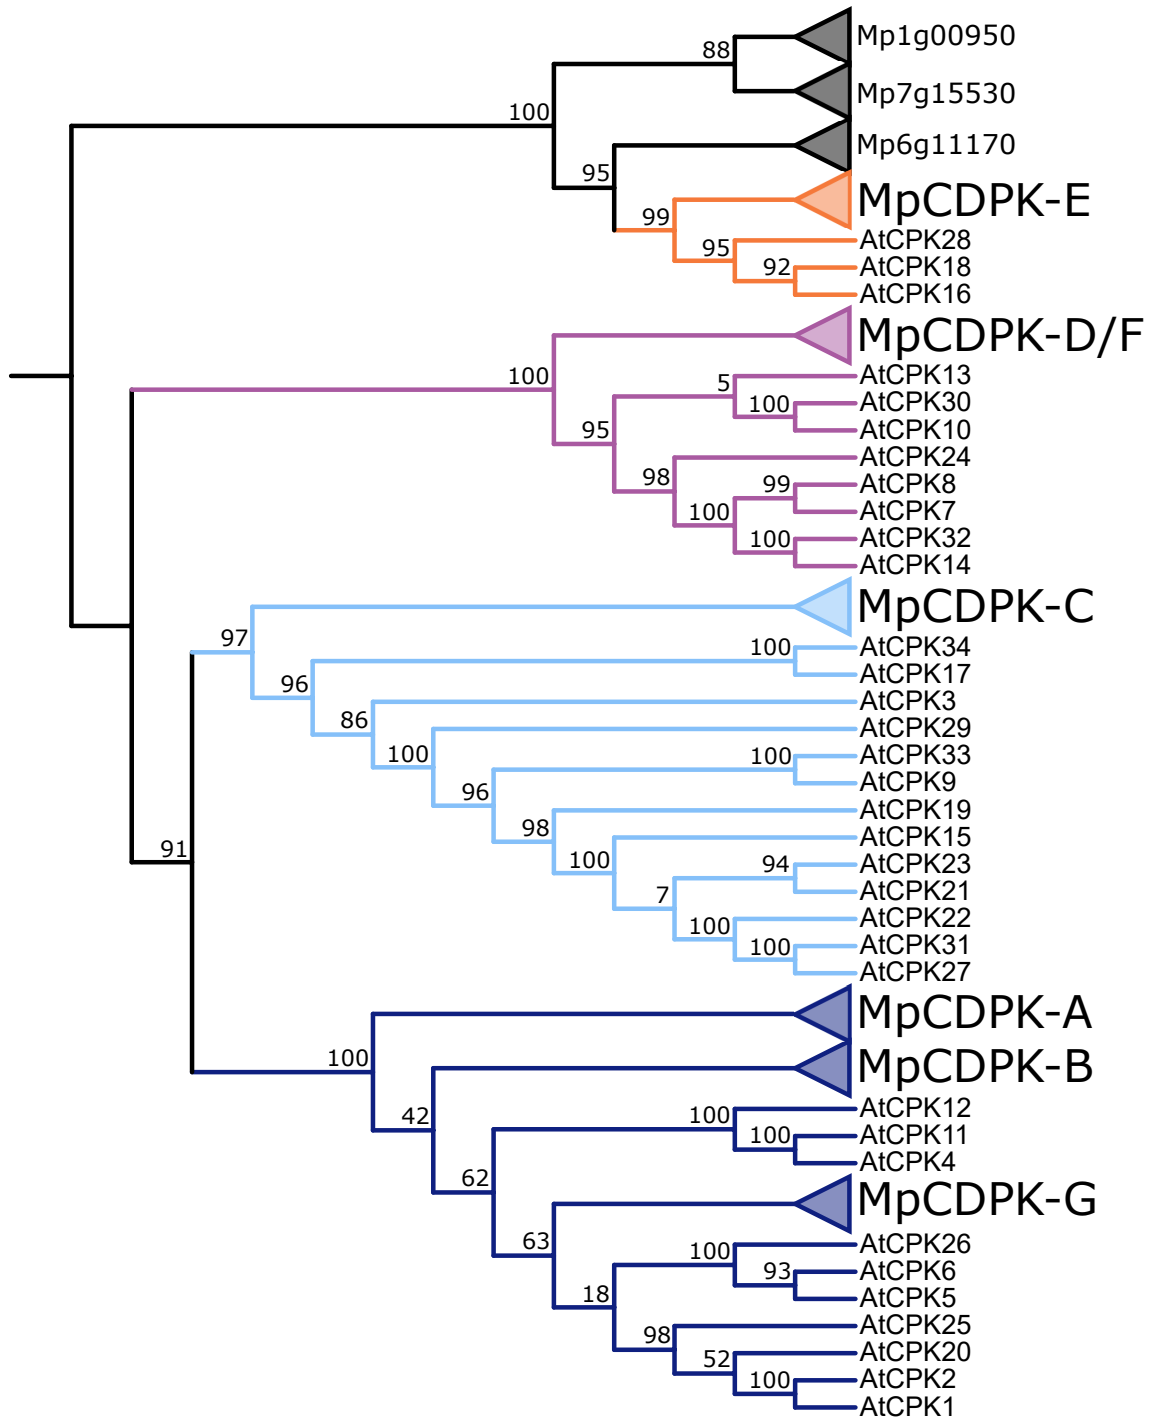 Mp1g00950
88
Mp7g15530
100
Mp6g11170
95
MpCDPK-E
99
AtCPK28
95
AtCPK18
92
AtCPK16
MpCDPK-D/F
100
AtCPK13
5
AtCPK30
100
AtCPK10
95
AtCPK24
98
AtCPK8
99
AtCPK7
100
AtCPK32
100
AtCPK14
MpCDPK-C
97
AtCPK34
100
AtCPK17
96
AtCPK3
86
AtCPK29
100
AtCPK33
100
AtCPK9
96
AtCPK19
98
AtCPK15
91
100
AtCPK23
94
AtCPK21
7
AtCPK22
100
AtCPK31
100
AtCPK27
MpCDPK-A
100
MpCDPK-B
42
AtCPK12
100
AtCPK11
100
AtCPK4
62
MpCDPK-G
63
AtCPK26
100
AtCPK6
93
AtCPK5
18
AtCPK25
98
AtCPK20
52
AtCPK2
100
AtCPK1